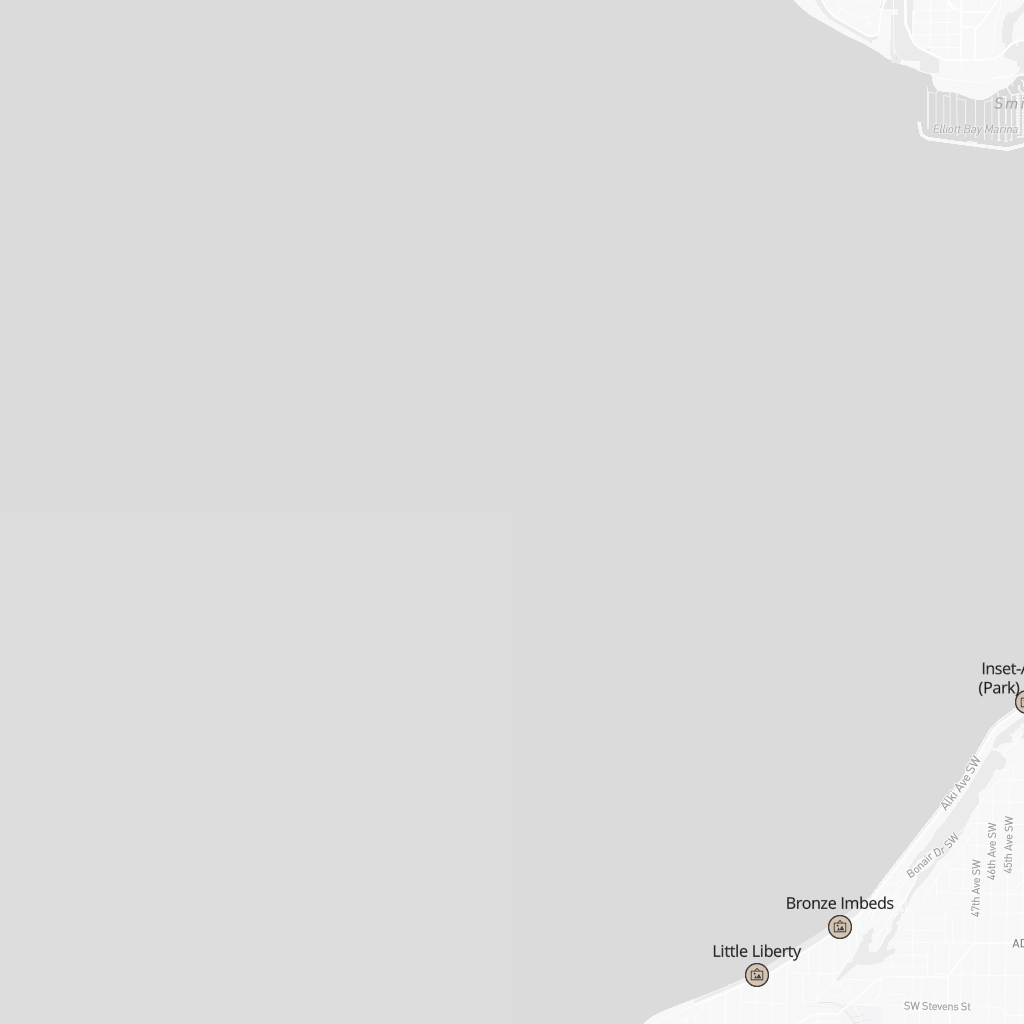 Smi
Elliott Bay Marina
Inset-A
(Park)
Alki Ave SW
Bonair Dr SW
45th Ave SW
46th Ave SW
47th Ave SW
Bronze Imbeds
AD
Little Liberty
SW Stevens St